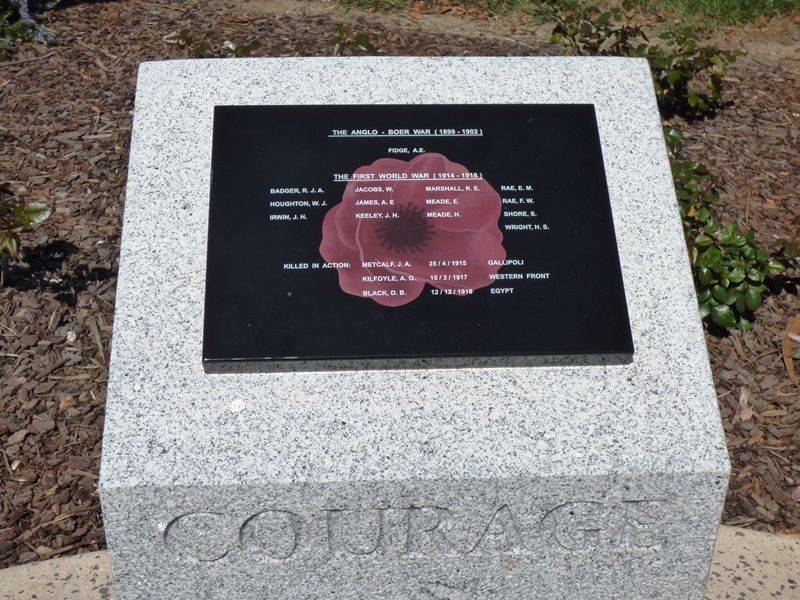 THE ANGLO - BOER WAR (1899 - 1902)
FIDGE, A.E.
THE FIRST WORLD WAR (1914 - 1918)
BADGER, R. J. A. JACOBS, W. MARSHALL, R. E. RAE, E. M.
HOUGHTON, W. J. JAMES, A. E MEADE, E. RAE, F. W.
IRWIN, J. H. KEELEY, J. H. MEADE, H. SHORE, S.
WRIGHT, H. S.
KILLED IN ACTION: METCALF, J. A. 25 / 4 / 1915 GALLIPOLI
KILFOYLE, A. G. 15 / 3 / 1917 WESTERN FRONT
BLACK, D. B. 12 / 12 / 1918 EGYPT
COURAGE